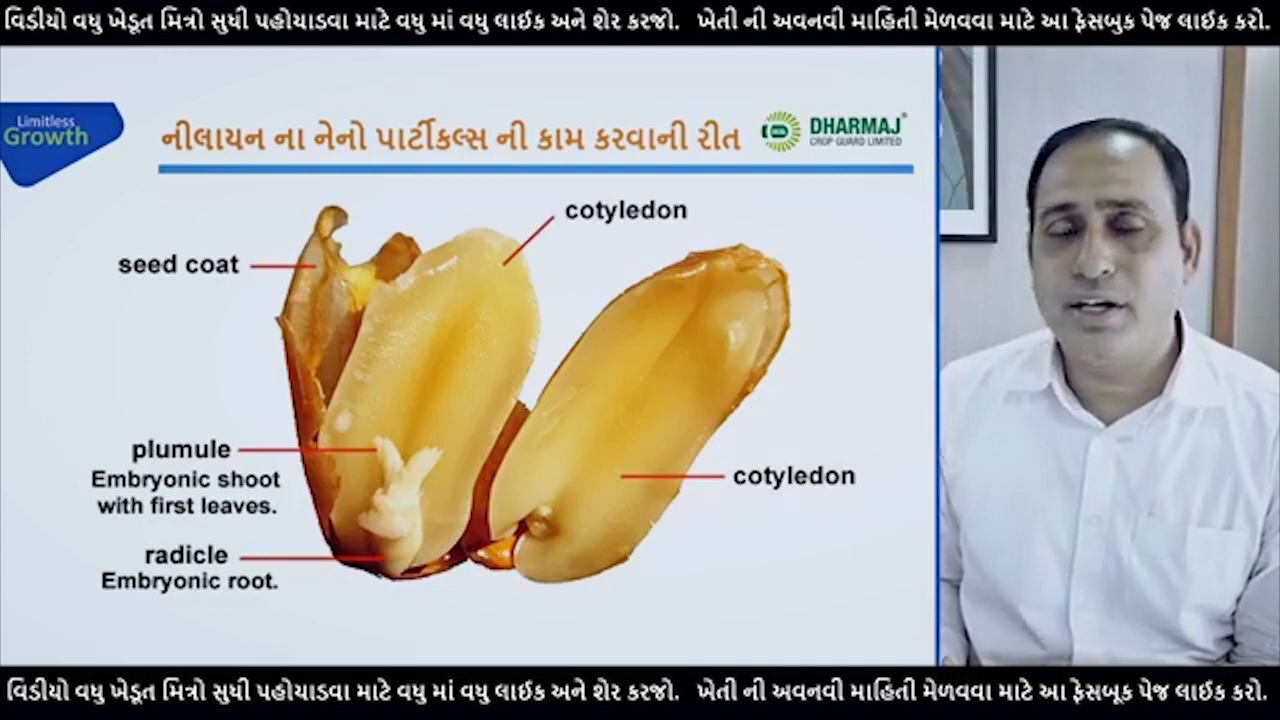 વિડીયો વધુ ખેડૂત મિત્રો સુધી પહોચાડવા માટે વધુ માં વધુ લાઈક અને શેર કરજો. ખેતી ની અવનવી માહિતી મેળવવા માટે આ ફેસબુક પેજ લાઈક કરો.
Limitless
Growth
નીલાયન ના નેનો પાર્ટીકલ્સ ની કામ કરવાની રીત
DHARMAJ
CROP GUARD LIMITED
cotyledon
seed coat
plumule
Embryonic shoot
with first leaves.
cotyledon
radicle
Embryonic root.
વિડીયો વધુ ખેડૂત મિત્રો સુધી પહોચાડવા માટે વધુ માં વધુ લાઈક અને શેર કરજો. ખેતી ની અવનવી માહિતી મેળવવા માટે આ ફેસબુક પેજ લાઈક કરો.